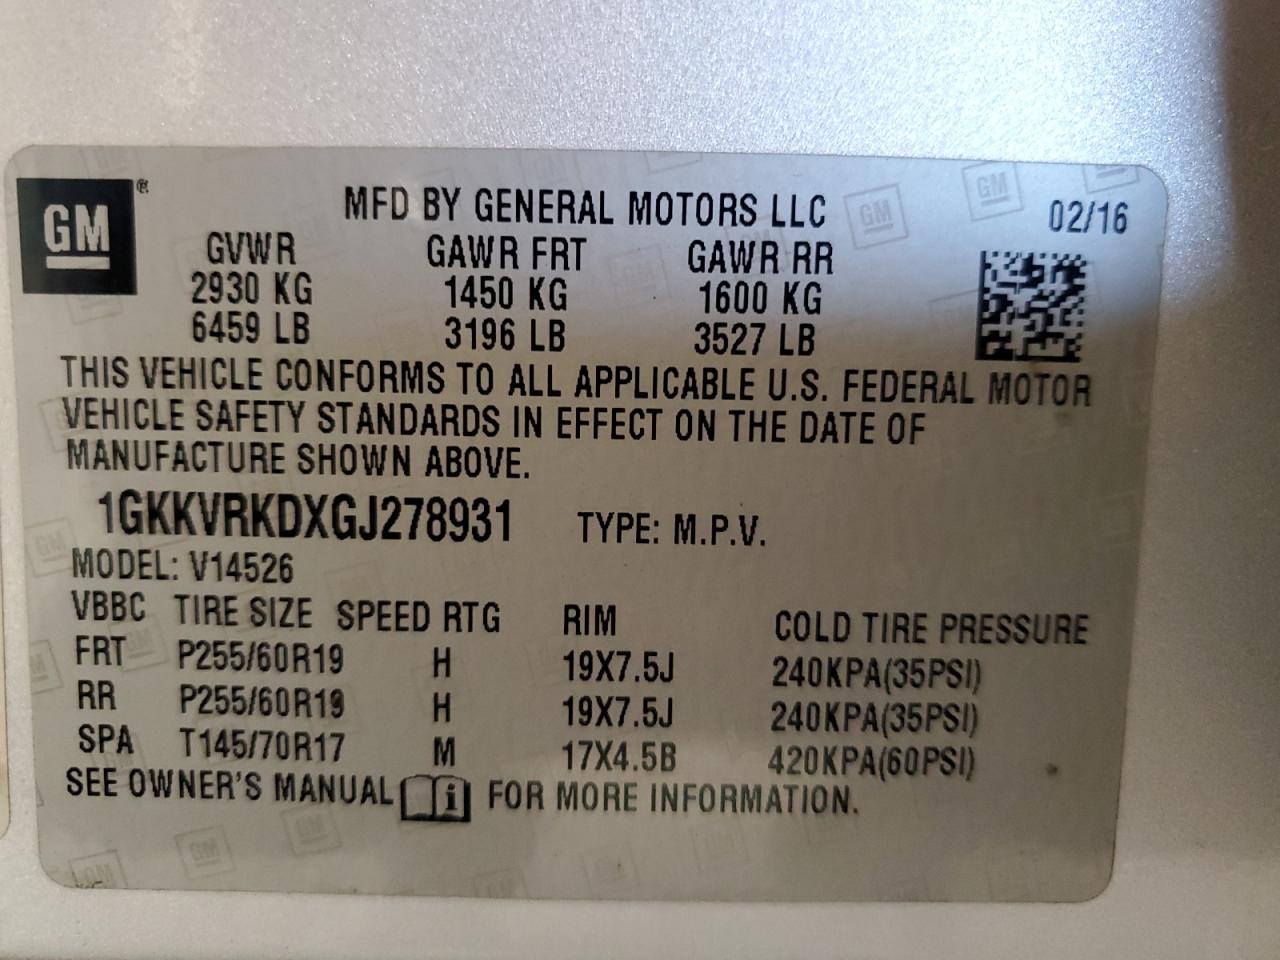 GM ®
MFD BY GENERAL MOTORS LLC
02/16
GVWR GAWR FRT GAWR RR
2930 KG 1450 KG 1600 KG
6459 LB 3196 LB 3527 LB
THIS VEHICLE CONFORMS TO ALL APPLICABLE U.S. FEDERAL MOTOR
VEHICLE SAFETY STANDARDS IN EFFECT ON THE DATE OF
MANUFACTURE SHOWN ABOVE.
1GKKVRKDXGJ278931 TYPE: M.P.V.
MODEL: V14526
VBBC TIRE SIZE SPEED RTG RIM COLD TIRE PRESSURE
FRT P255/60R19 H 19X7.5J 240KPA(35PSI)
RR P255/60R19 H 19X7.5J 240KPA(35PSI)
SPA T145/70R17 M 17X4.5B 420KPA(60PSI)
SEE OWNER'S MANUAL i FOR MORE INFORMATION.